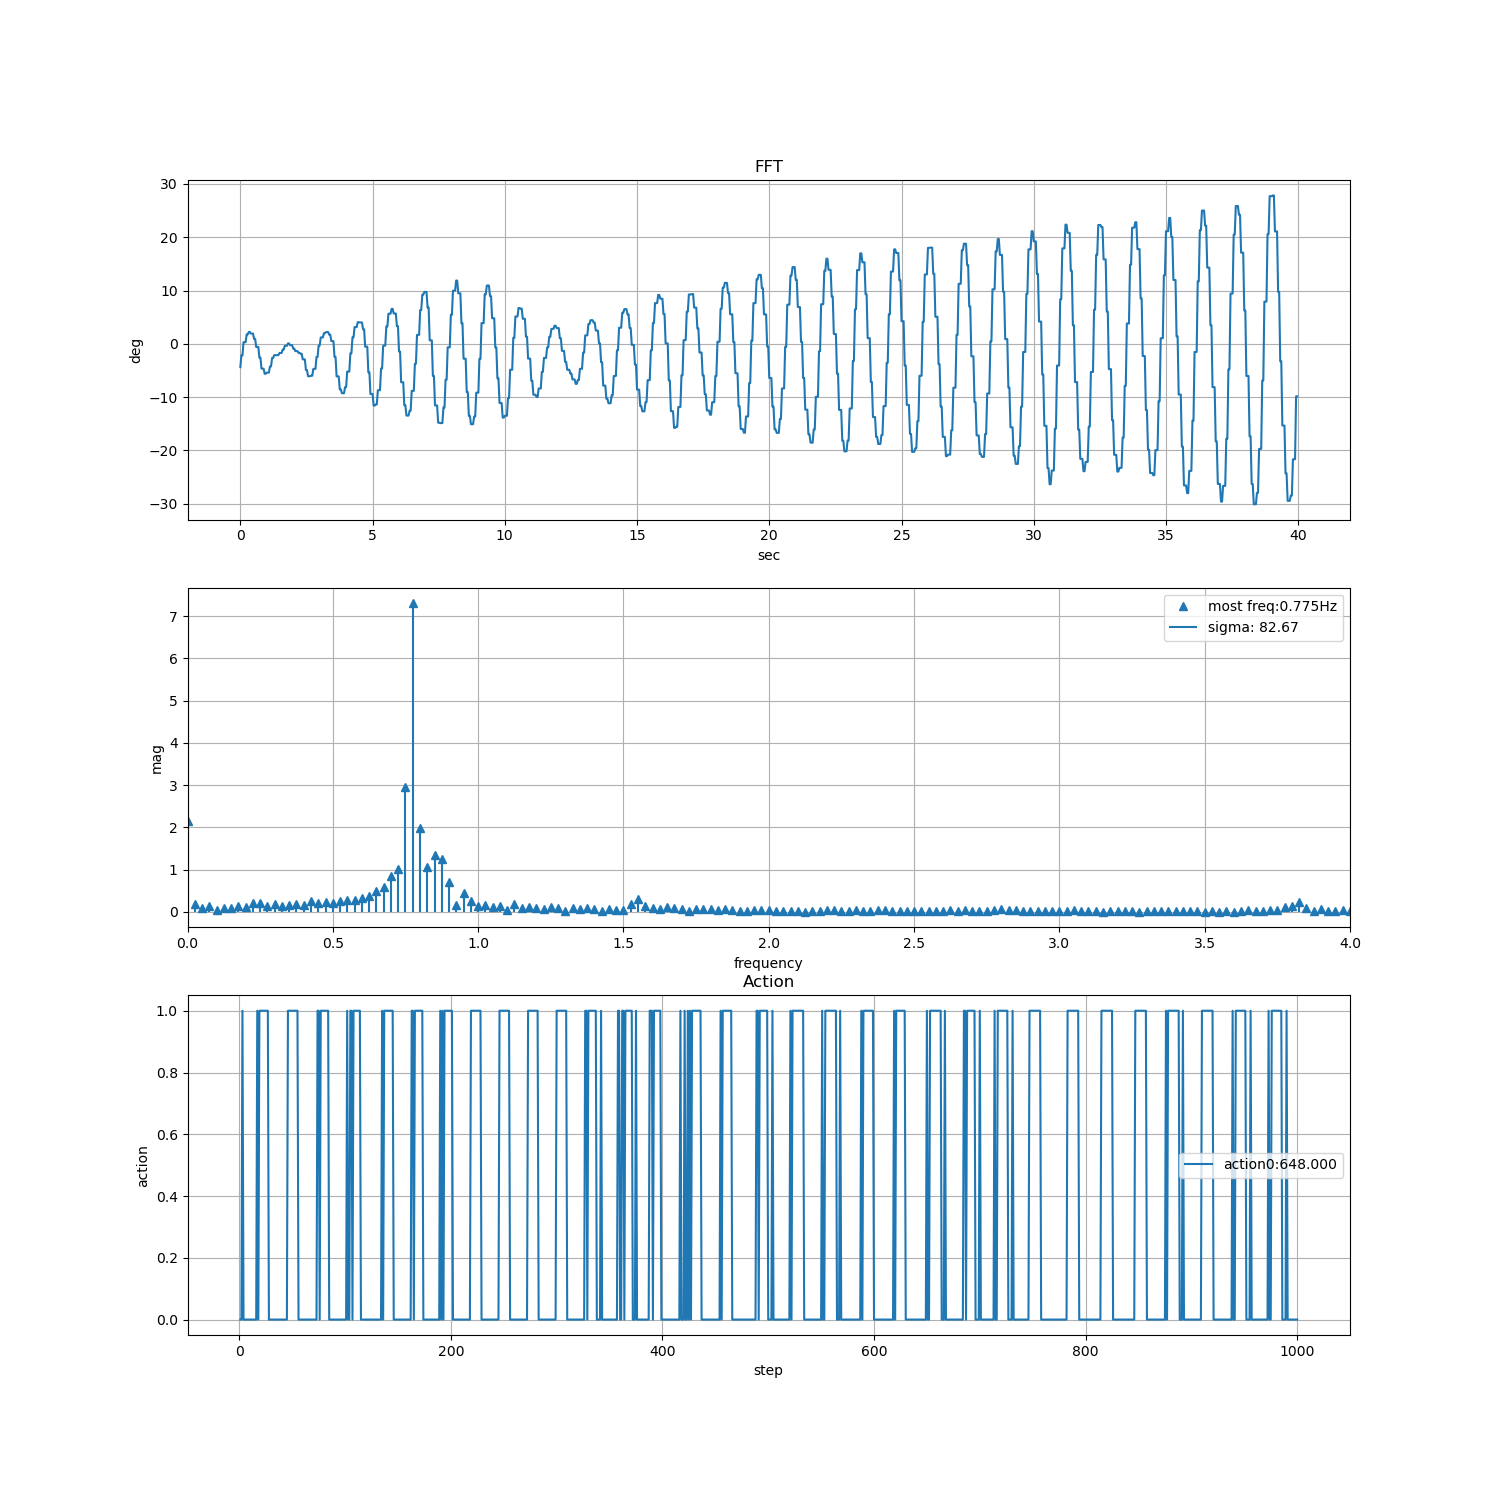 FFT
30
20
10
0
−10
−20
−30
deg
0 5 10 15 20 25 30 35 40
sec
7
6
5
4
3
2
1
0
mag
most freq:0.775Hz
sigma: 82.67
0.0 0.5 1.0 1.5 2.0 2.5 3.0 3.5 4.0
frequency
Action
1.0
0.8
0.6
0.4
0.2
0.0
action
action0:648.000
0 200 400 600 800 1000
step